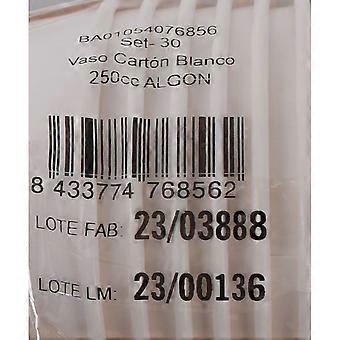 BA01054076856
Set- 30
Vaso Cartón Blanco
250cc ALGON
8 433774 768562
LOTE FAB: 23/03888
LOTE LM: 23/00136